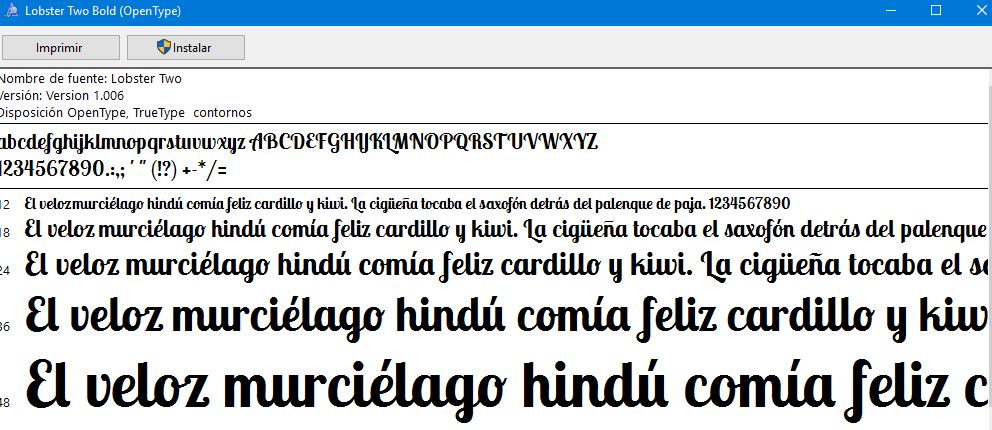 Lobster Two Bold (OpenType)
Imprimir Instalar
Nombre de fuente: Lobster Two
Versión: Version 1.006
Disposición OpenType, TrueType contornos
abcdefghijklmnopqrstuvwxyz ABCDEFGHIJKLMNOPQRSTUVWXYZ
1234567890.:,; ' " (!?) +-*/=
12 El veloz murciélago hindú comía feliz cardillo y kiwi. La cigüeña tocaba el saxofón detrás del palenque de paja. 1234567890
18 El veloz murciélago hindú comía feliz cardillo y kiwi. La cigüeña tocaba el saxofón detrás del palenque
24 El veloz murciélago hindú comía feliz cardillo y kiwi. La cigüeña tocaba el s
36 El veloz murciélago hindú comía feliz cardillo y kiw
48 El veloz murciélago hindú comía feliz c